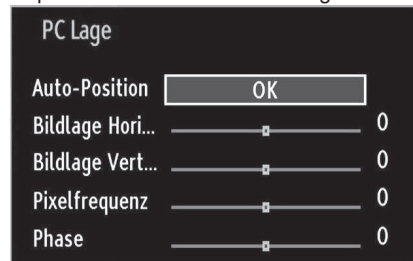 PC Lage
Auto-Position OK
Bildlage Hori... 0
Bildlage Vert... 0
Pixelfrequenz 0
Phase 0